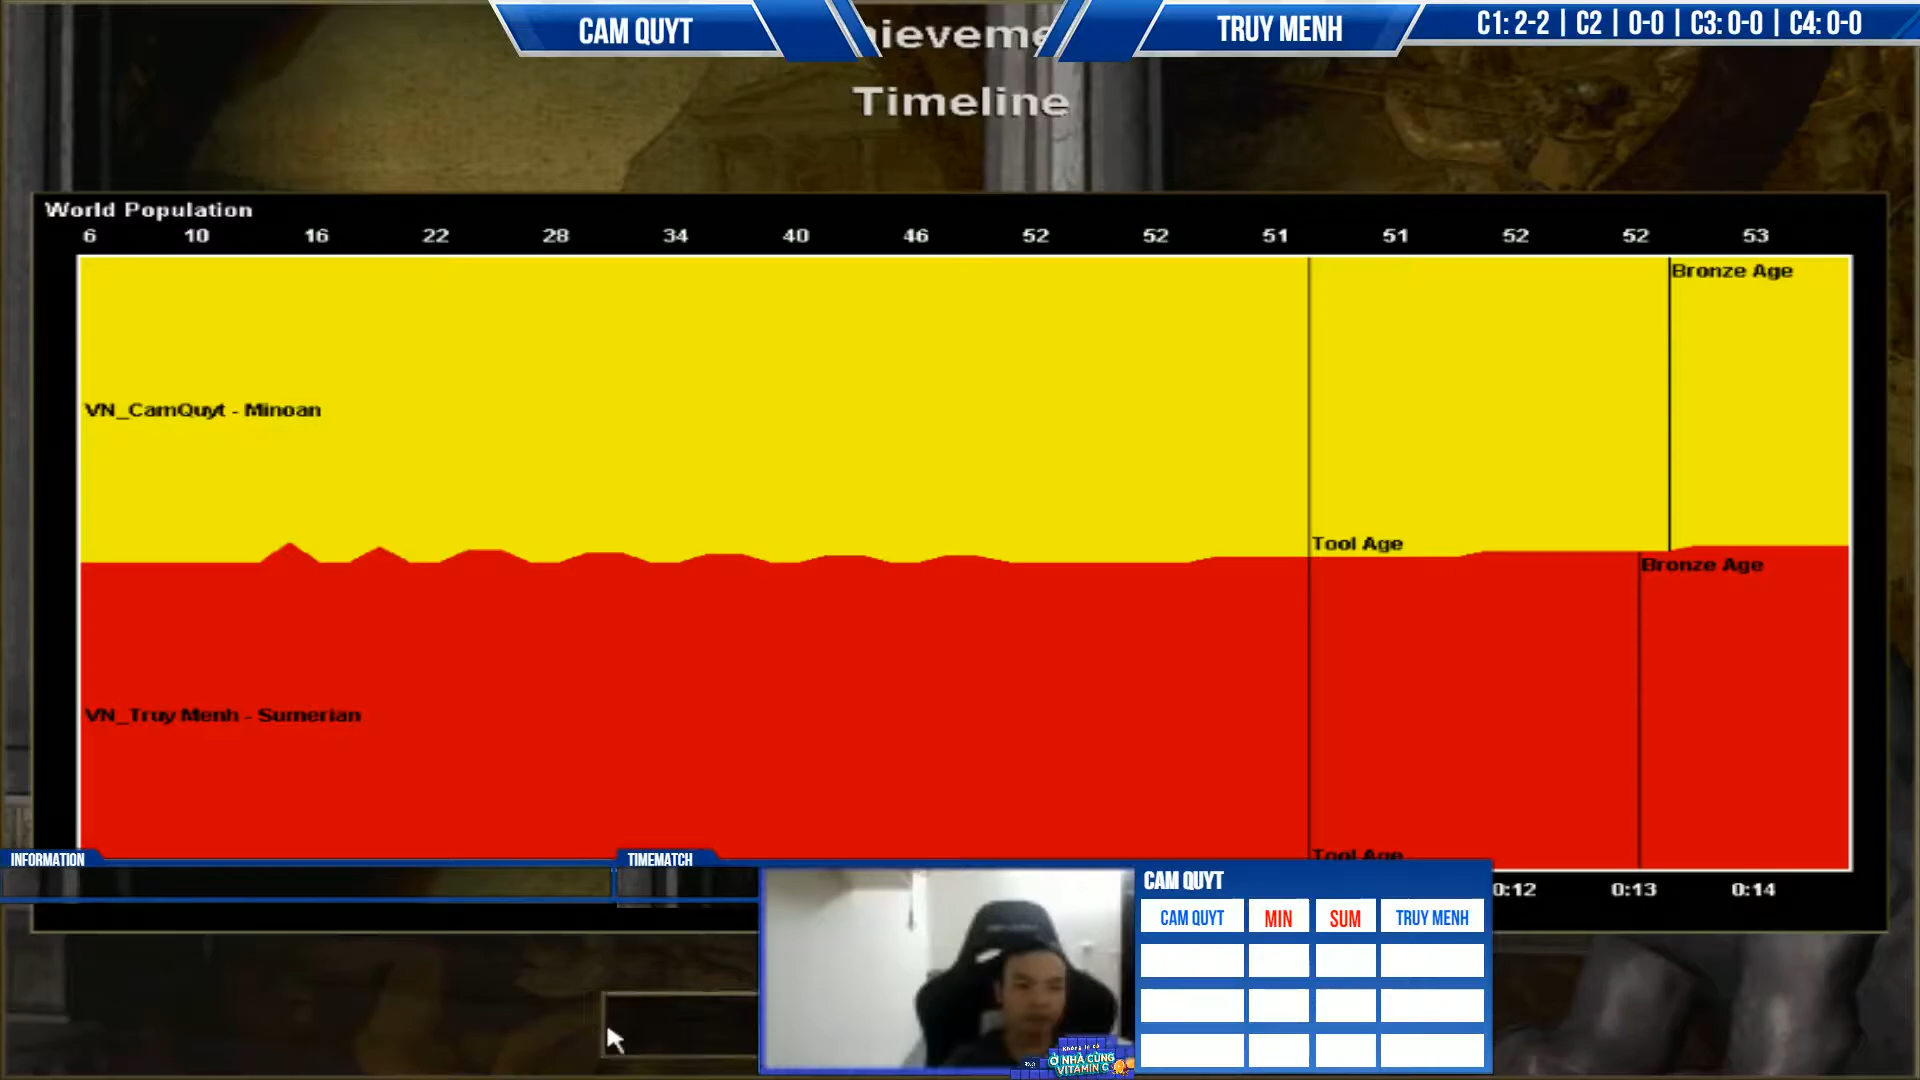 CAM QUYT
TRUY MENH
C1: 2-2 | C2 | 0-0 | C3: 0-0 | C4: 0-0
hieveme
Timeline
World Population
6 10 16 22 28 34 40 46 52 52 51 51 52 52 53
Bronze Age
VN_CamQuyt - Minoan
Tool Age
Bronze Age
VN_Truy Menh - Sumerian
Tool Age
INFORMATION
TIMEMATCH
0:12 0:13 0:14
CAM QUYT
CAM QUYT MIN SUM TRUY MENH
Ở NHÀ CÙNG
VITAMIN C